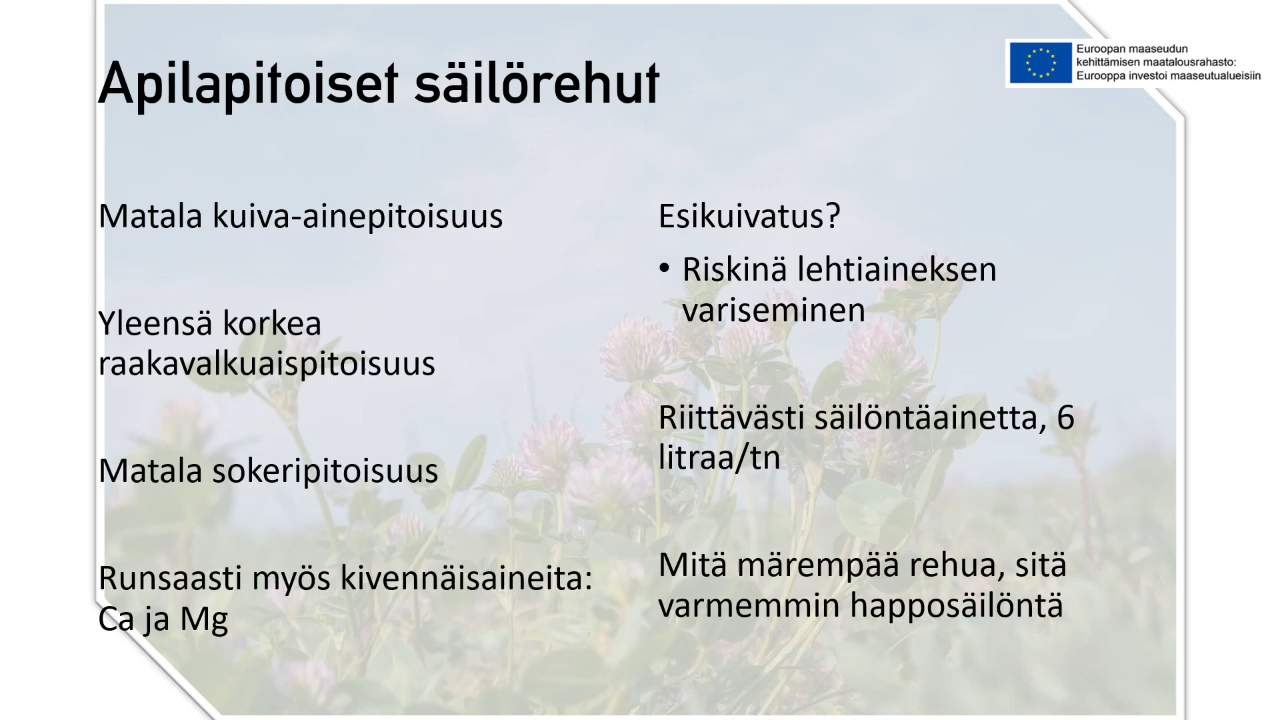 Apilapitoiset säilörehut
Euroopan maaseudun
kehittämisen maatalousrahasto:
Eurooppa investoi maaseutualueisiin
Matala kuiva-ainepitoisuus
Yleensä korkea
raakavalkuaispitoisuus
Matala sokeripitoisuus
Runsaasti myös kivennäisaineita:
Ca ja Mg
Esikuivatus?
• Riskinä lehtiaineksen
variseminen
Riittävästi säilöntäainetta, 6
litraa/tn
Mitä märempää rehua, sitä
varmemmin happosäilöntä